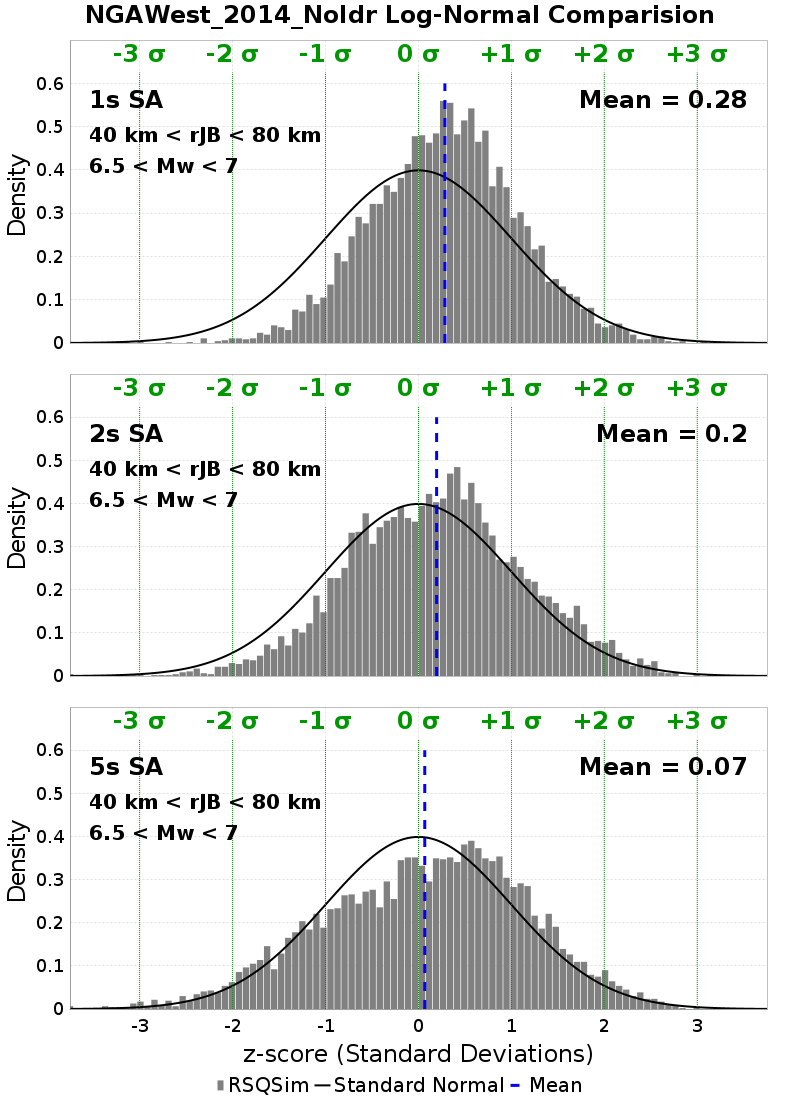 NGAWest_2014_NoIdr Log-Normal Comparision
-3 σ -2 σ -1 σ 0 σ +1 σ +2 σ +3 σ
0.6
1s SA Mean = 0.28
0.5
40 km < rJB < 80 km
0.4
6.5 < Mw < 7
0.3
0.2
0.1
0
Density
-3 σ -2 σ -1 σ 0 σ +1 σ +2 σ +3 σ
0.6
2s SA Mean = 0.2
0.5
40 km < rJB < 80 km
0.4
6.5 < Mw < 7
0.3
0.2
0.1
0
Density
-3 σ -2 σ -1 σ 0 σ +1 σ +2 σ +3 σ
0.6
5s SA Mean = 0.07
0.5
40 km < rJB < 80 km
0.4
6.5 < Mw < 7
0.3
0.2
0.1
0
Density
-3 -2 -1 0 1 2 3
z-score (Standard Deviations)
RSQSim Standard Normal Mean